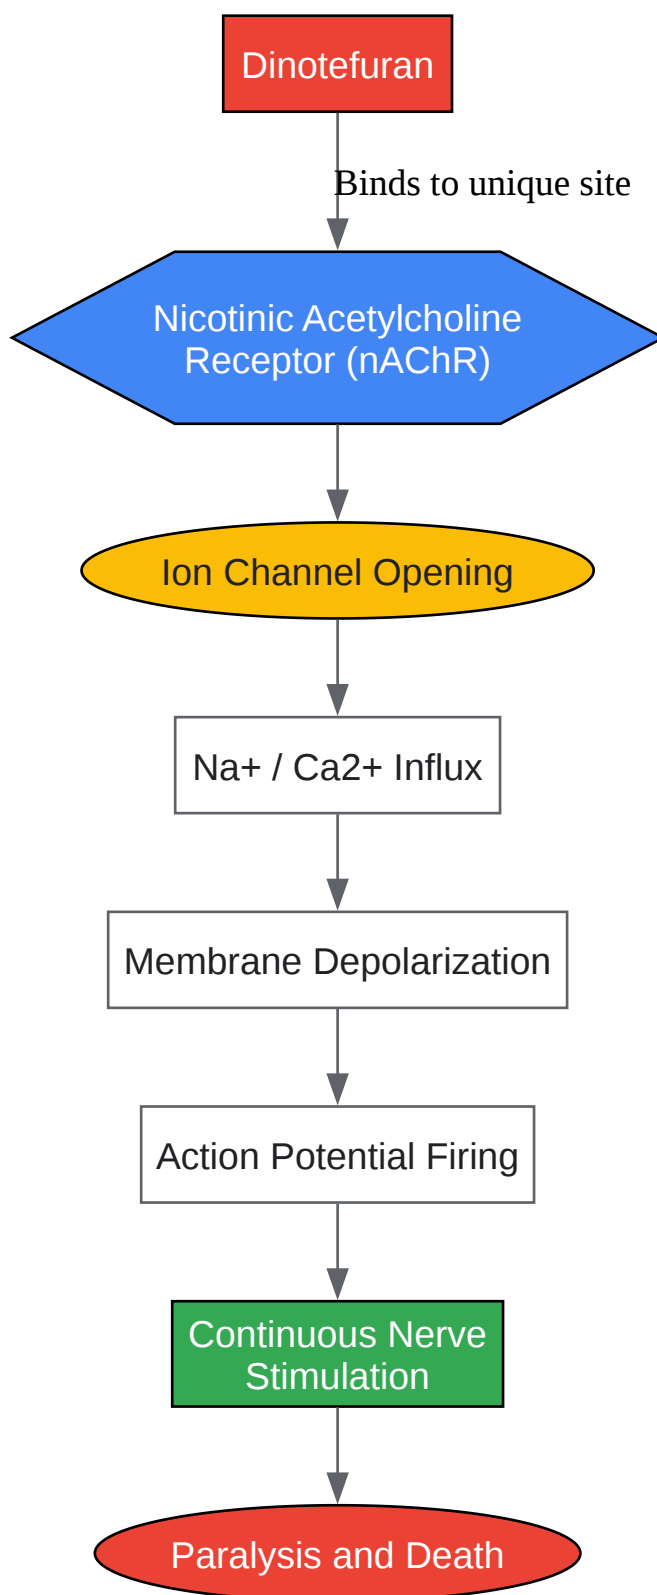 Dinotefuran
Binds to unique site
Nicotinic Acetylcholine
Receptor (nAChR)
Ion Channel Opening
Na+ / Ca2+ Influx
Membrane Depolarization
Action Potential Firing
Continuous Nerve
Stimulation
Paralysis and Death